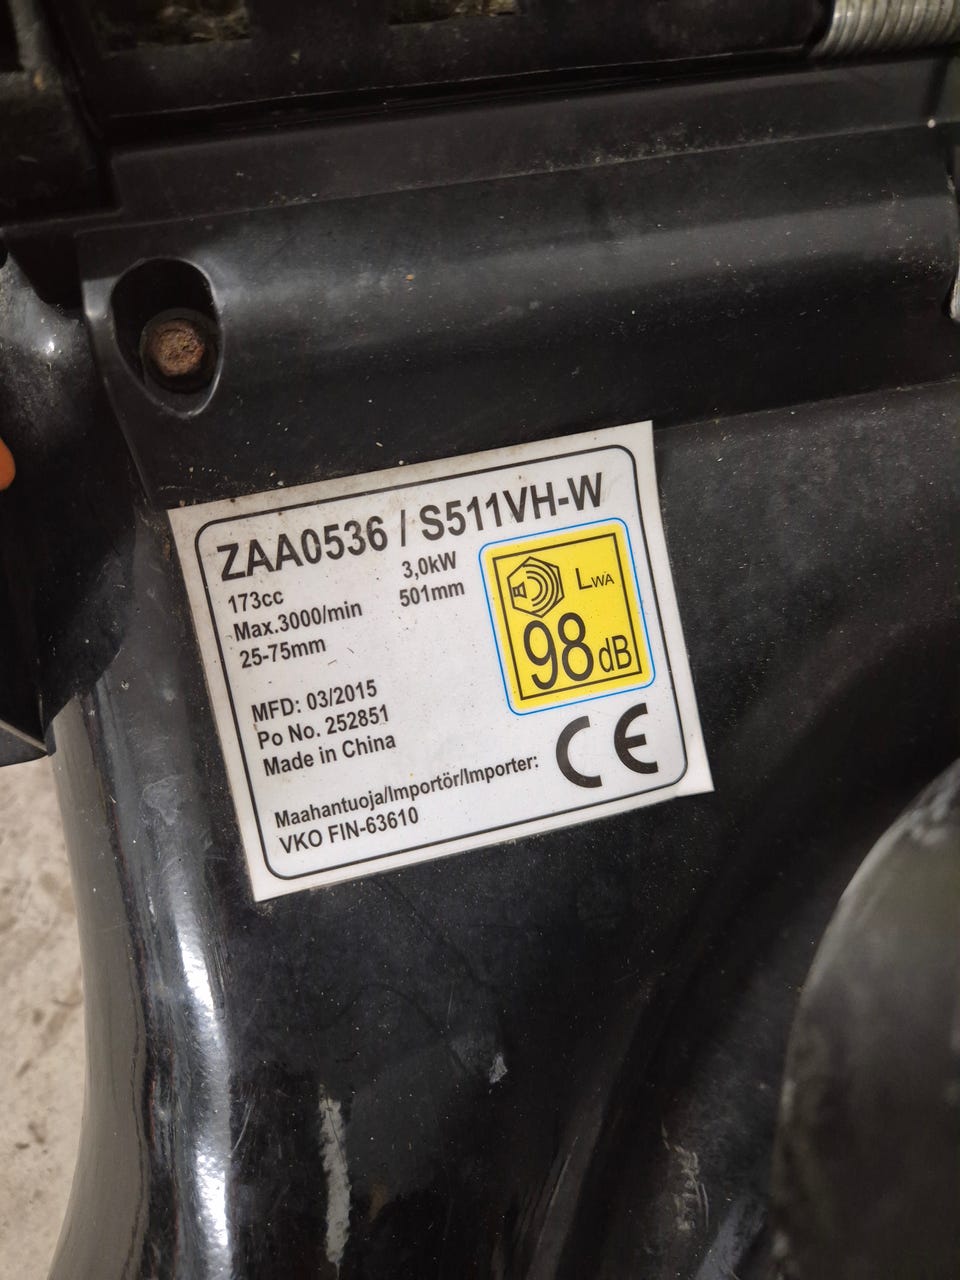 ZAA0536 / S511VH-W
173cc 3,0kW
Max.3000/min 501mm
25-75mm
LWA
98dB
MFD: 03/2015
Po No. 252851
Made in China
CE
Maahantuoja/Importör/Importer:
VKO FIN-63610